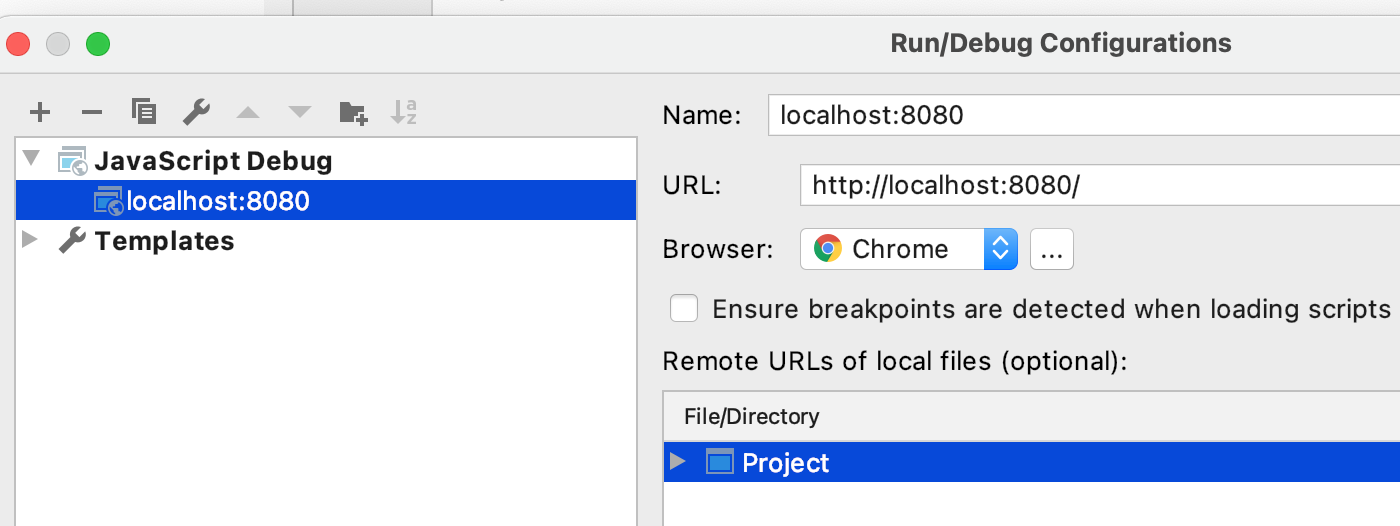 Run/Debug Configurations
Name: localhost:8080
JavaScript Debug
localhost:8080
Templates
URL: http://localhost:8080/
Browser: Chrome ...
Ensure breakpoints are detected when loading scripts
Remote URLs of local files (optional):
File/Directory
Project